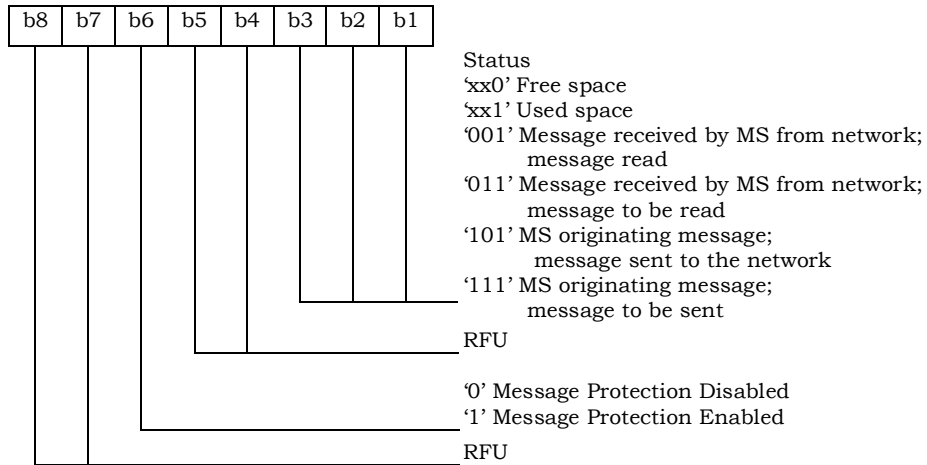 b8 b7 b6 b5 b4 b3 b2 b1
Status
‘xx0’ Free space
‘xx1’ Used space
‘001’ Message received by MS from network;
message read
‘011’ Message received by MS from network;
message to be read
‘101’ MS originating message;
message sent to the network
‘111’ MS originating message;
message to be sent
RFU
‘0’ Message Protection Disabled
‘1’ Message Protection Enabled
RFU